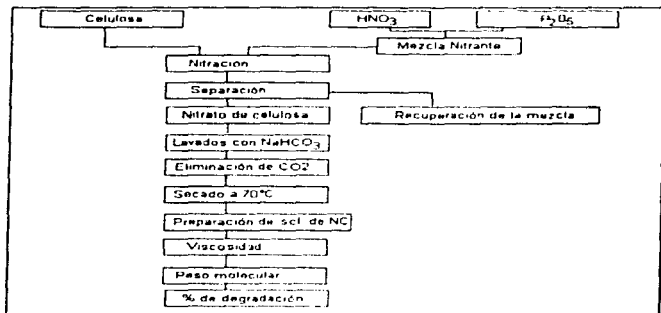 Celulosa
HNO3
P2O5
Mezcla Nitrante
Nitración
Separación
Nitrato de celulosa
Recuperación de la mezcla
Lavados con NaHCO3
Eliminación de CO2
Secado a 70°C
Preparación de scl. de NC
Viscosidad
Peso molecular
% de degradación